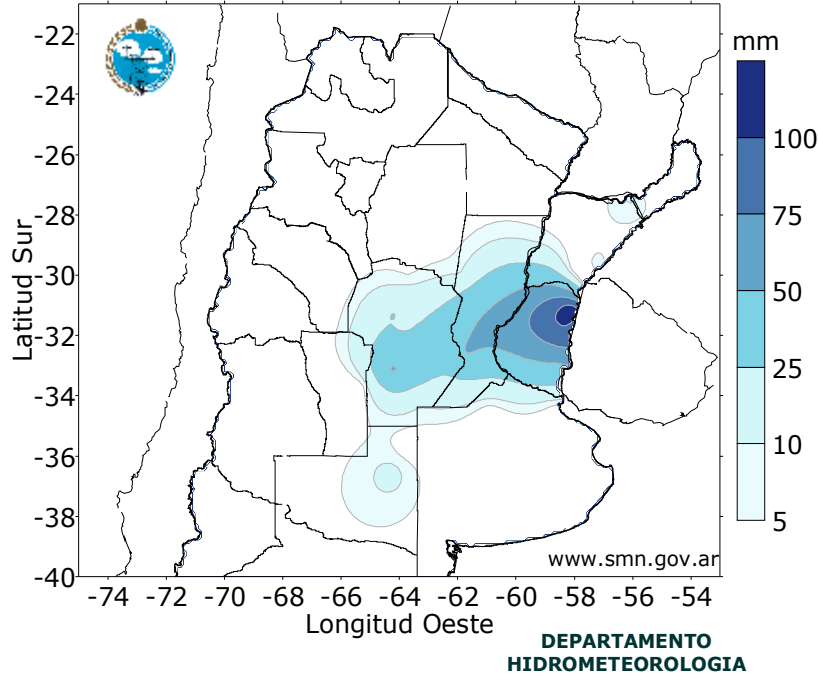 mm
100
75
50
25
10
5
-22
-24
-26
-28
-30
-32
-34
-36
-38
-40
Latitud Sur
-74 -72 -70 -68 -66 -64 -62 -60 -58 -56 -54
Longitud Oeste
www.smn.gov.ar
DEPARTAMENTO
HIDROMETEOROLOGIA